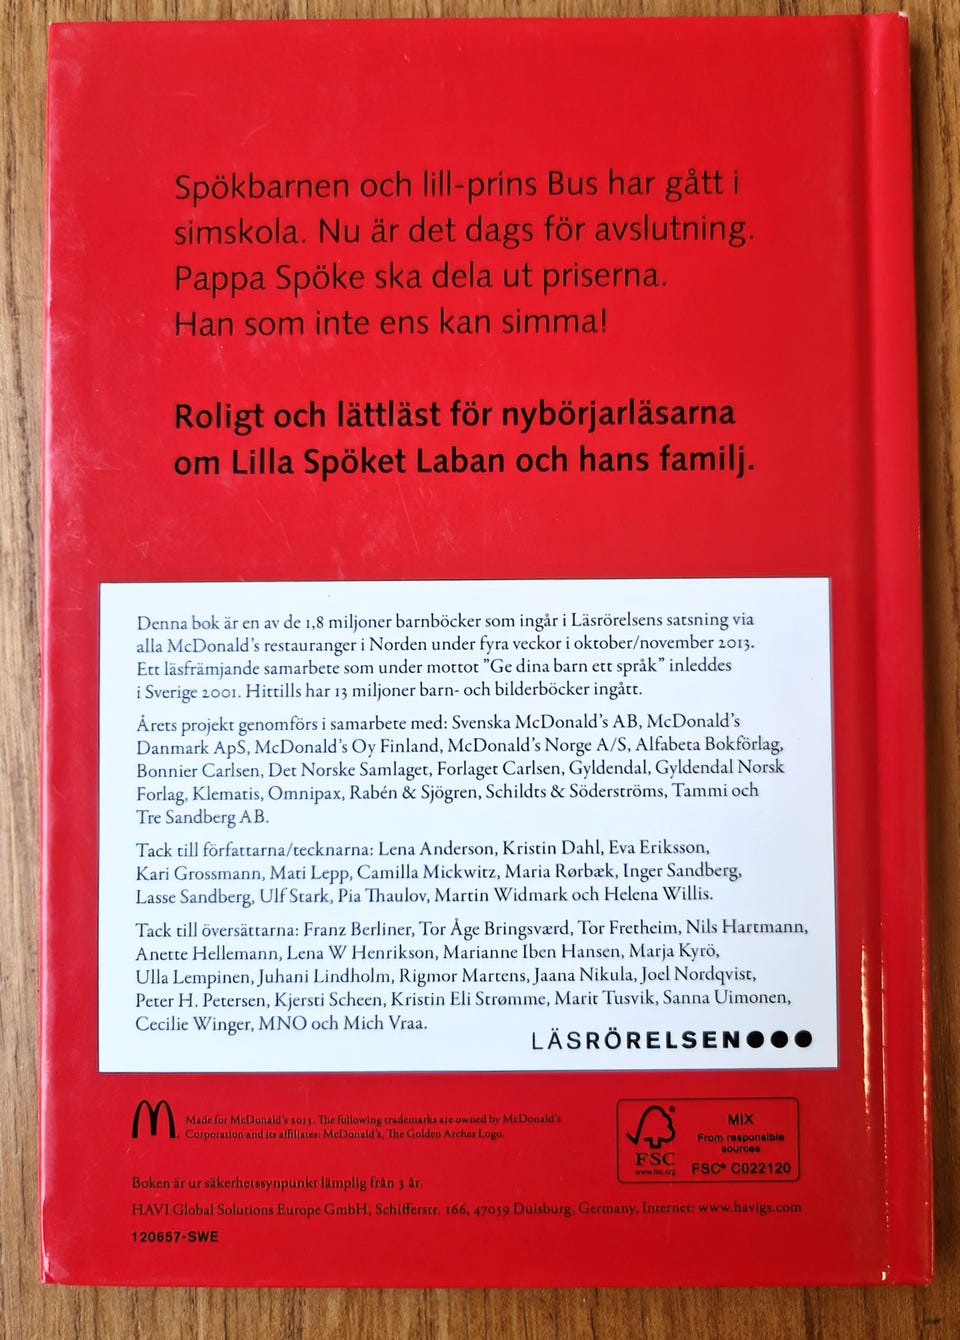 Spökbarnen och lill-prins Bus har gått i
simskola. Nu är det dags för avslutning.
Pappa Spöke ska dela ut priserna.
Han som inte ens kan simma!
Roligt och lättläst för nybörjarläsarna
om Lilla Spöket Laban och hans familj.
Denna bok är en av de 1,8 miljoner barnböcker som ingår i Läsrörelsens satsning via
alla McDonald's restauranger i Norden under fyra veckor i oktober/november 2013.
Ett läsfrämjande samarbete som under mottot "Ge dina barn ett språk" inleddes
i Sverige 2001. Hittills har 13 miljoner barn- och bilderböcker ingått.
Årets projekt genomförs i samarbete med: Svenska McDonald's AB, McDonald's
Danmark ApS, McDonald's Oy Finland, McDonald's Norge A/S, Alfabeta Bokförlag,
Bonnier Carlsen, Det Norske Samlaget, Forlaget Carlsen, Gyldendal, Gyldendal Norsk
Forlag, Klematis, Omnipax, Rabén & Sjögren, Schildts & Söderströms, Tammi och
Tre Sandberg AB.
Tack till författarna/tecknarna: Lena Anderson, Kristin Dahl, Eva Eriksson,
Kari Grossmann, Mati Lepp, Camilla Mickwitz, Maria Rørbæk, Inger Sandberg,
Lasse Sandberg, Ulf Stark, Pia Thaulov, Martin Widmark och Helena Willis.
Tack till översättarna: Franz Berliner, Tor Åge Bringsværd, Tor Fretheim, Nils Hartmann,
Anette Hellemann, Lena W Henrikson, Marianne Iben Hansen, Marja Kyrö,
Ulla Lempinen, Juhani Lindholm, Rigmor Martens, Jaana Nikula, Joel Nordqvist,
Peter H. Petersen, Kjersti Scheen, Kristin Eli Strømme, Marit Tusvik, Sanna Uimonen,
Cecilie Winger, MNO och Mich Vraa.
LÄSRÖRELSEN●●●
Made for McDonald's 2013. The following trademarks are owned by McDonald's
Corporation and its affiliates: McDonald's, The Golden Arches Logo.
FSC
www.fsc.org
MIX
From responsible
sources
FSC® C022120
Boken är ur säkerhetssynpunkt lämplig från 3 år.
HAVI Global Solutions Europe GmbH, Schifferstr. 166, 47059 Duisburg, Germany, Internet: www.havigs.com
120657-SWE